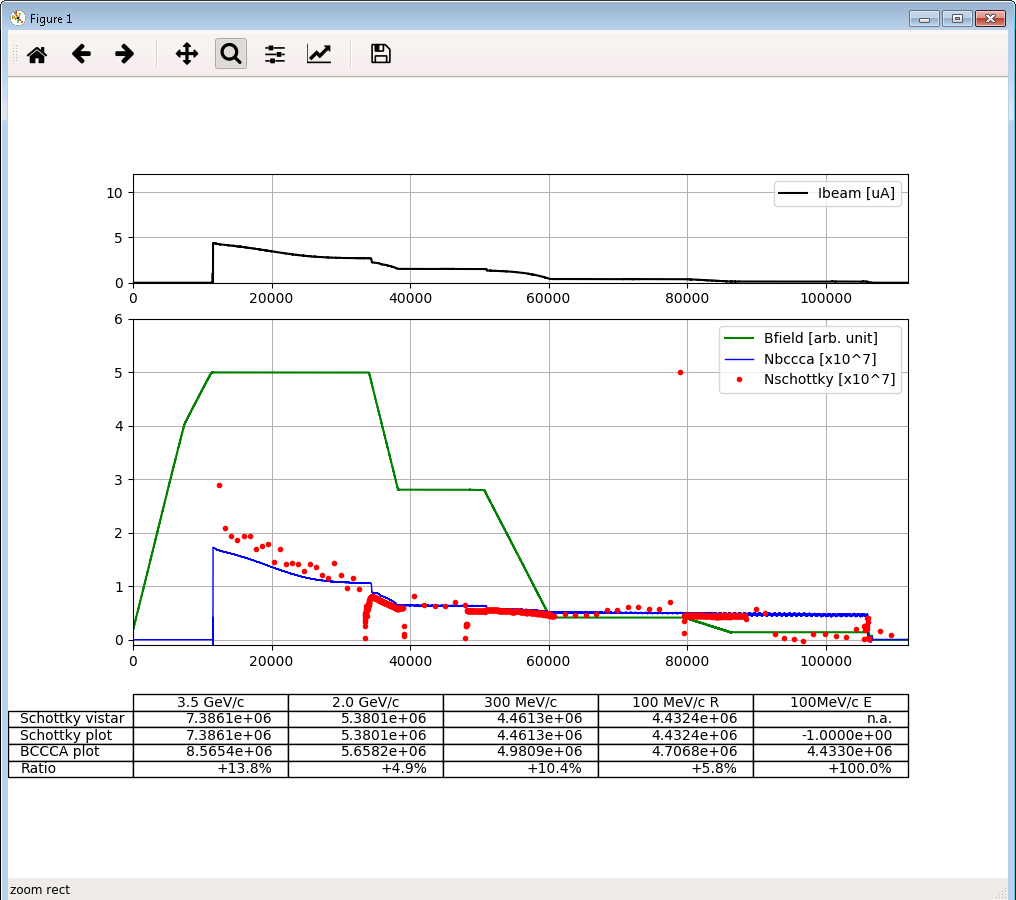 Figure 1
Ibeam [uA]
10
5
0
0 20000 40000 60000 80000 100000
Bfield [arb. unit]
Nbccca [x10^7]
Nschottky [x10^7]
6
5
4
3
2
1
0
0 20000 40000 60000 80000 100000
3.5 GeV/c 2.0 GeV/c 300 MeV/c 100 MeV/c R 100MeV/c E
Schottky vistar 7.3861e+06 5.3801e+06 4.4613e+06 4.4324e+06 n.a.
Schottky plot 7.3861e+06 5.3801e+06 4.4613e+06 4.4324e+06 -1.0000e+00
BCCCA plot 8.5654e+06 5.6582e+06 4.9809e+06 4.7068e+06 4.4330e+06
Ratio +13.8% +4.9% +10.4% +5.8% +100.0%
zoom rect